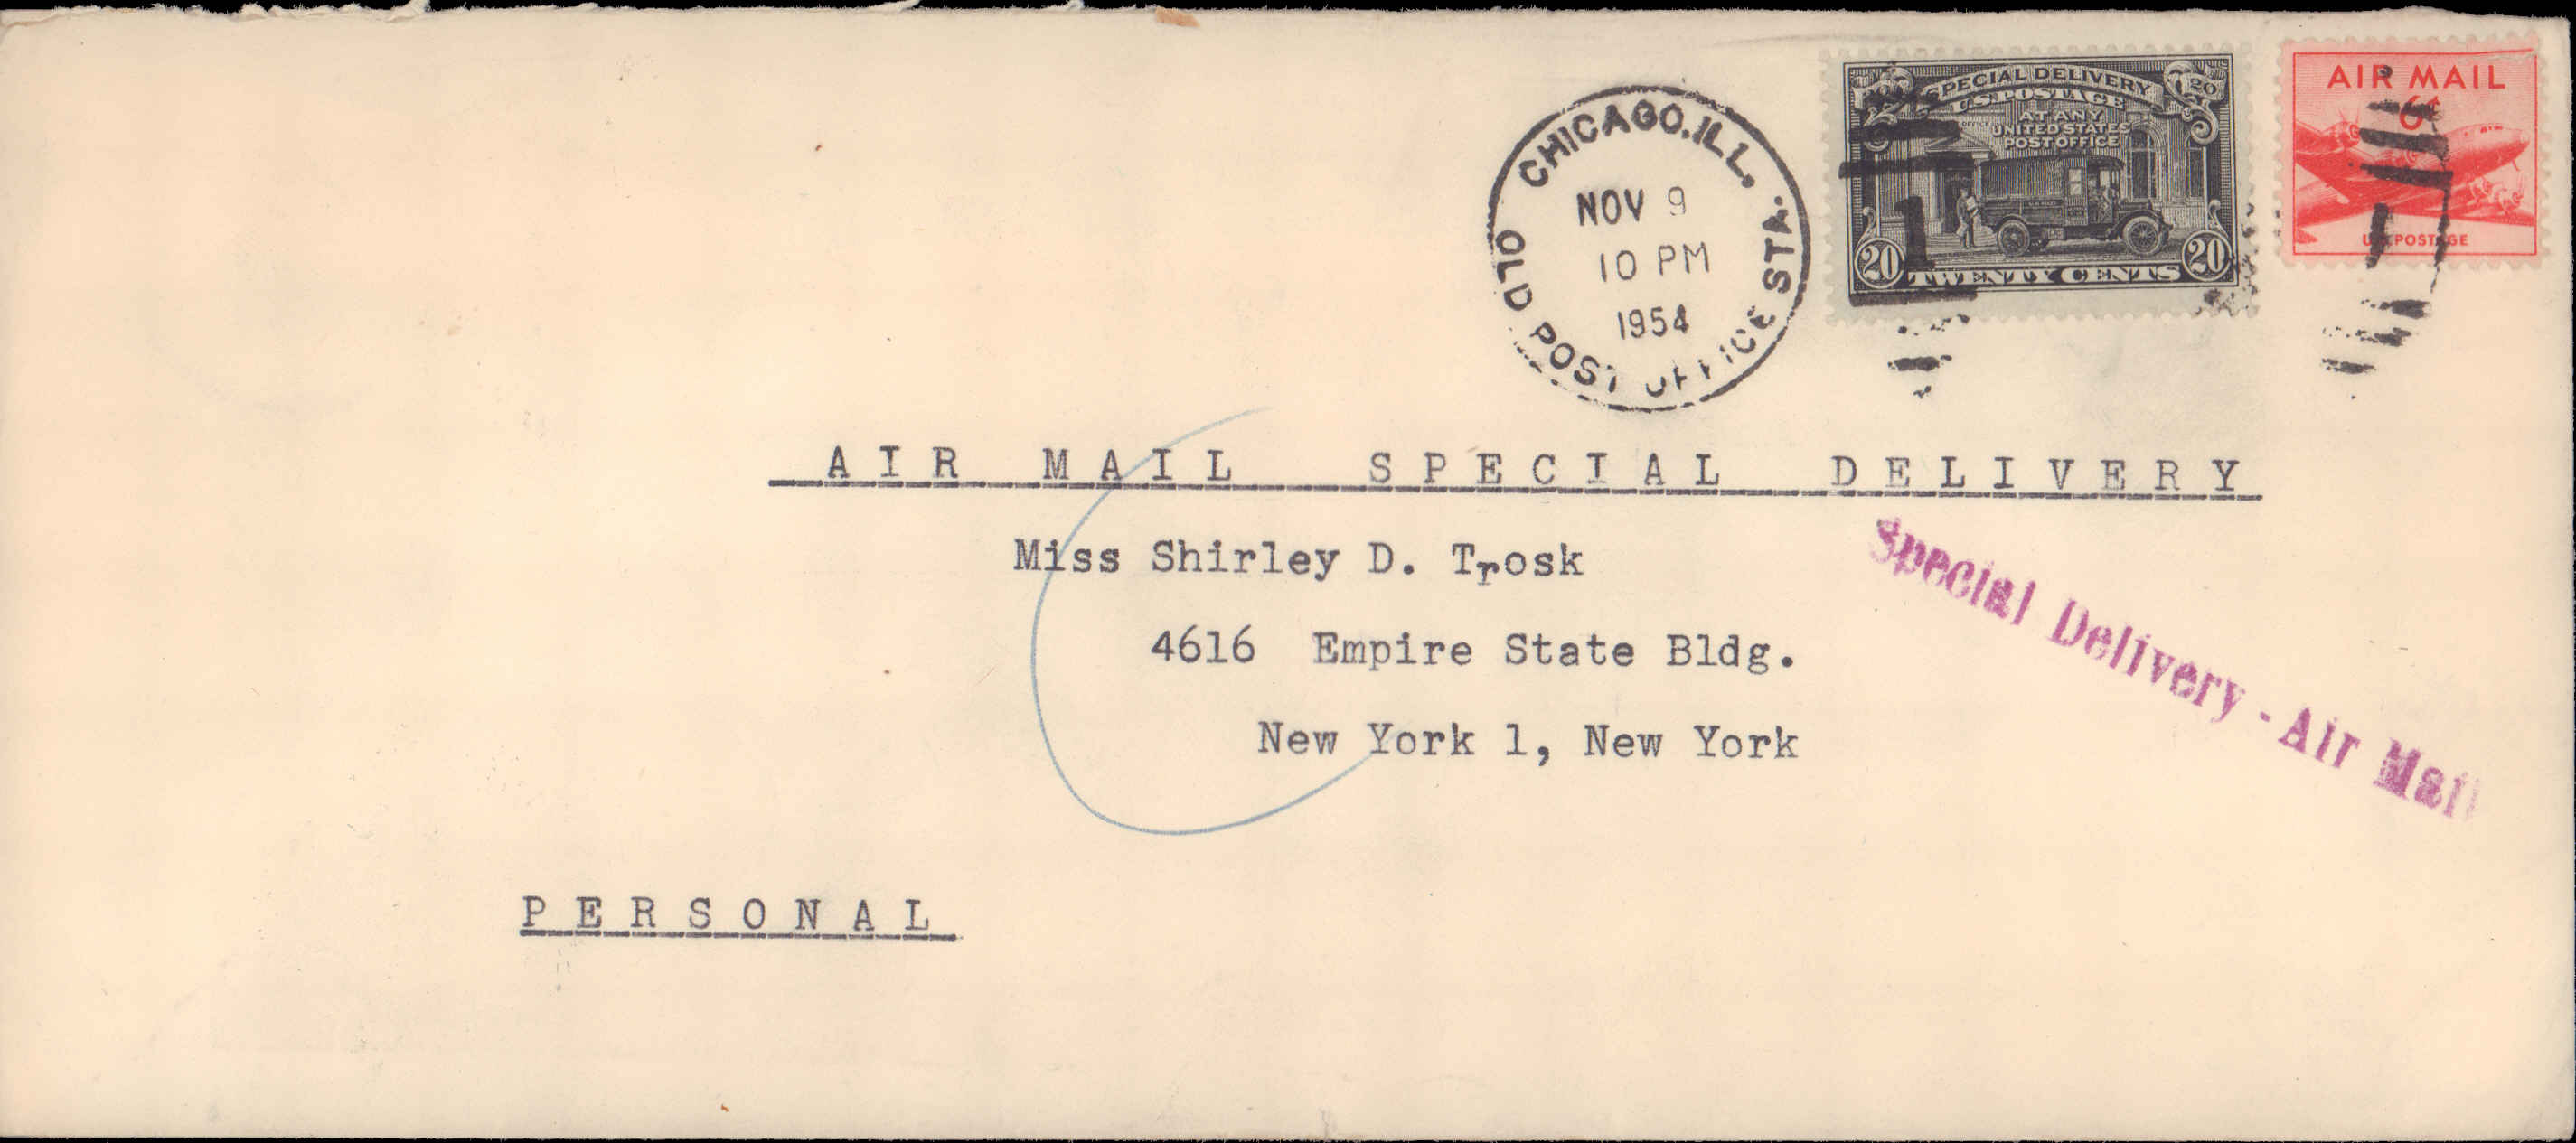 CHICAGO, ILL.
OLD POST OFFICE STA.
NOV 9
10 PM
1954
SPECIAL DELIVERY
U.S. POSTAGE
AT ANY
UNITED STATES
POST OFFICE
20 TWENTY CENTS 20
AIR MAIL
6¢
U.S. POSTAGE
AIR MAIL SPECIAL DELIVERY
Miss Shirley D. Trosk
4616 Empire State Bldg.
New York 1, New York
Special Delivery - Air Mail
PERSONAL